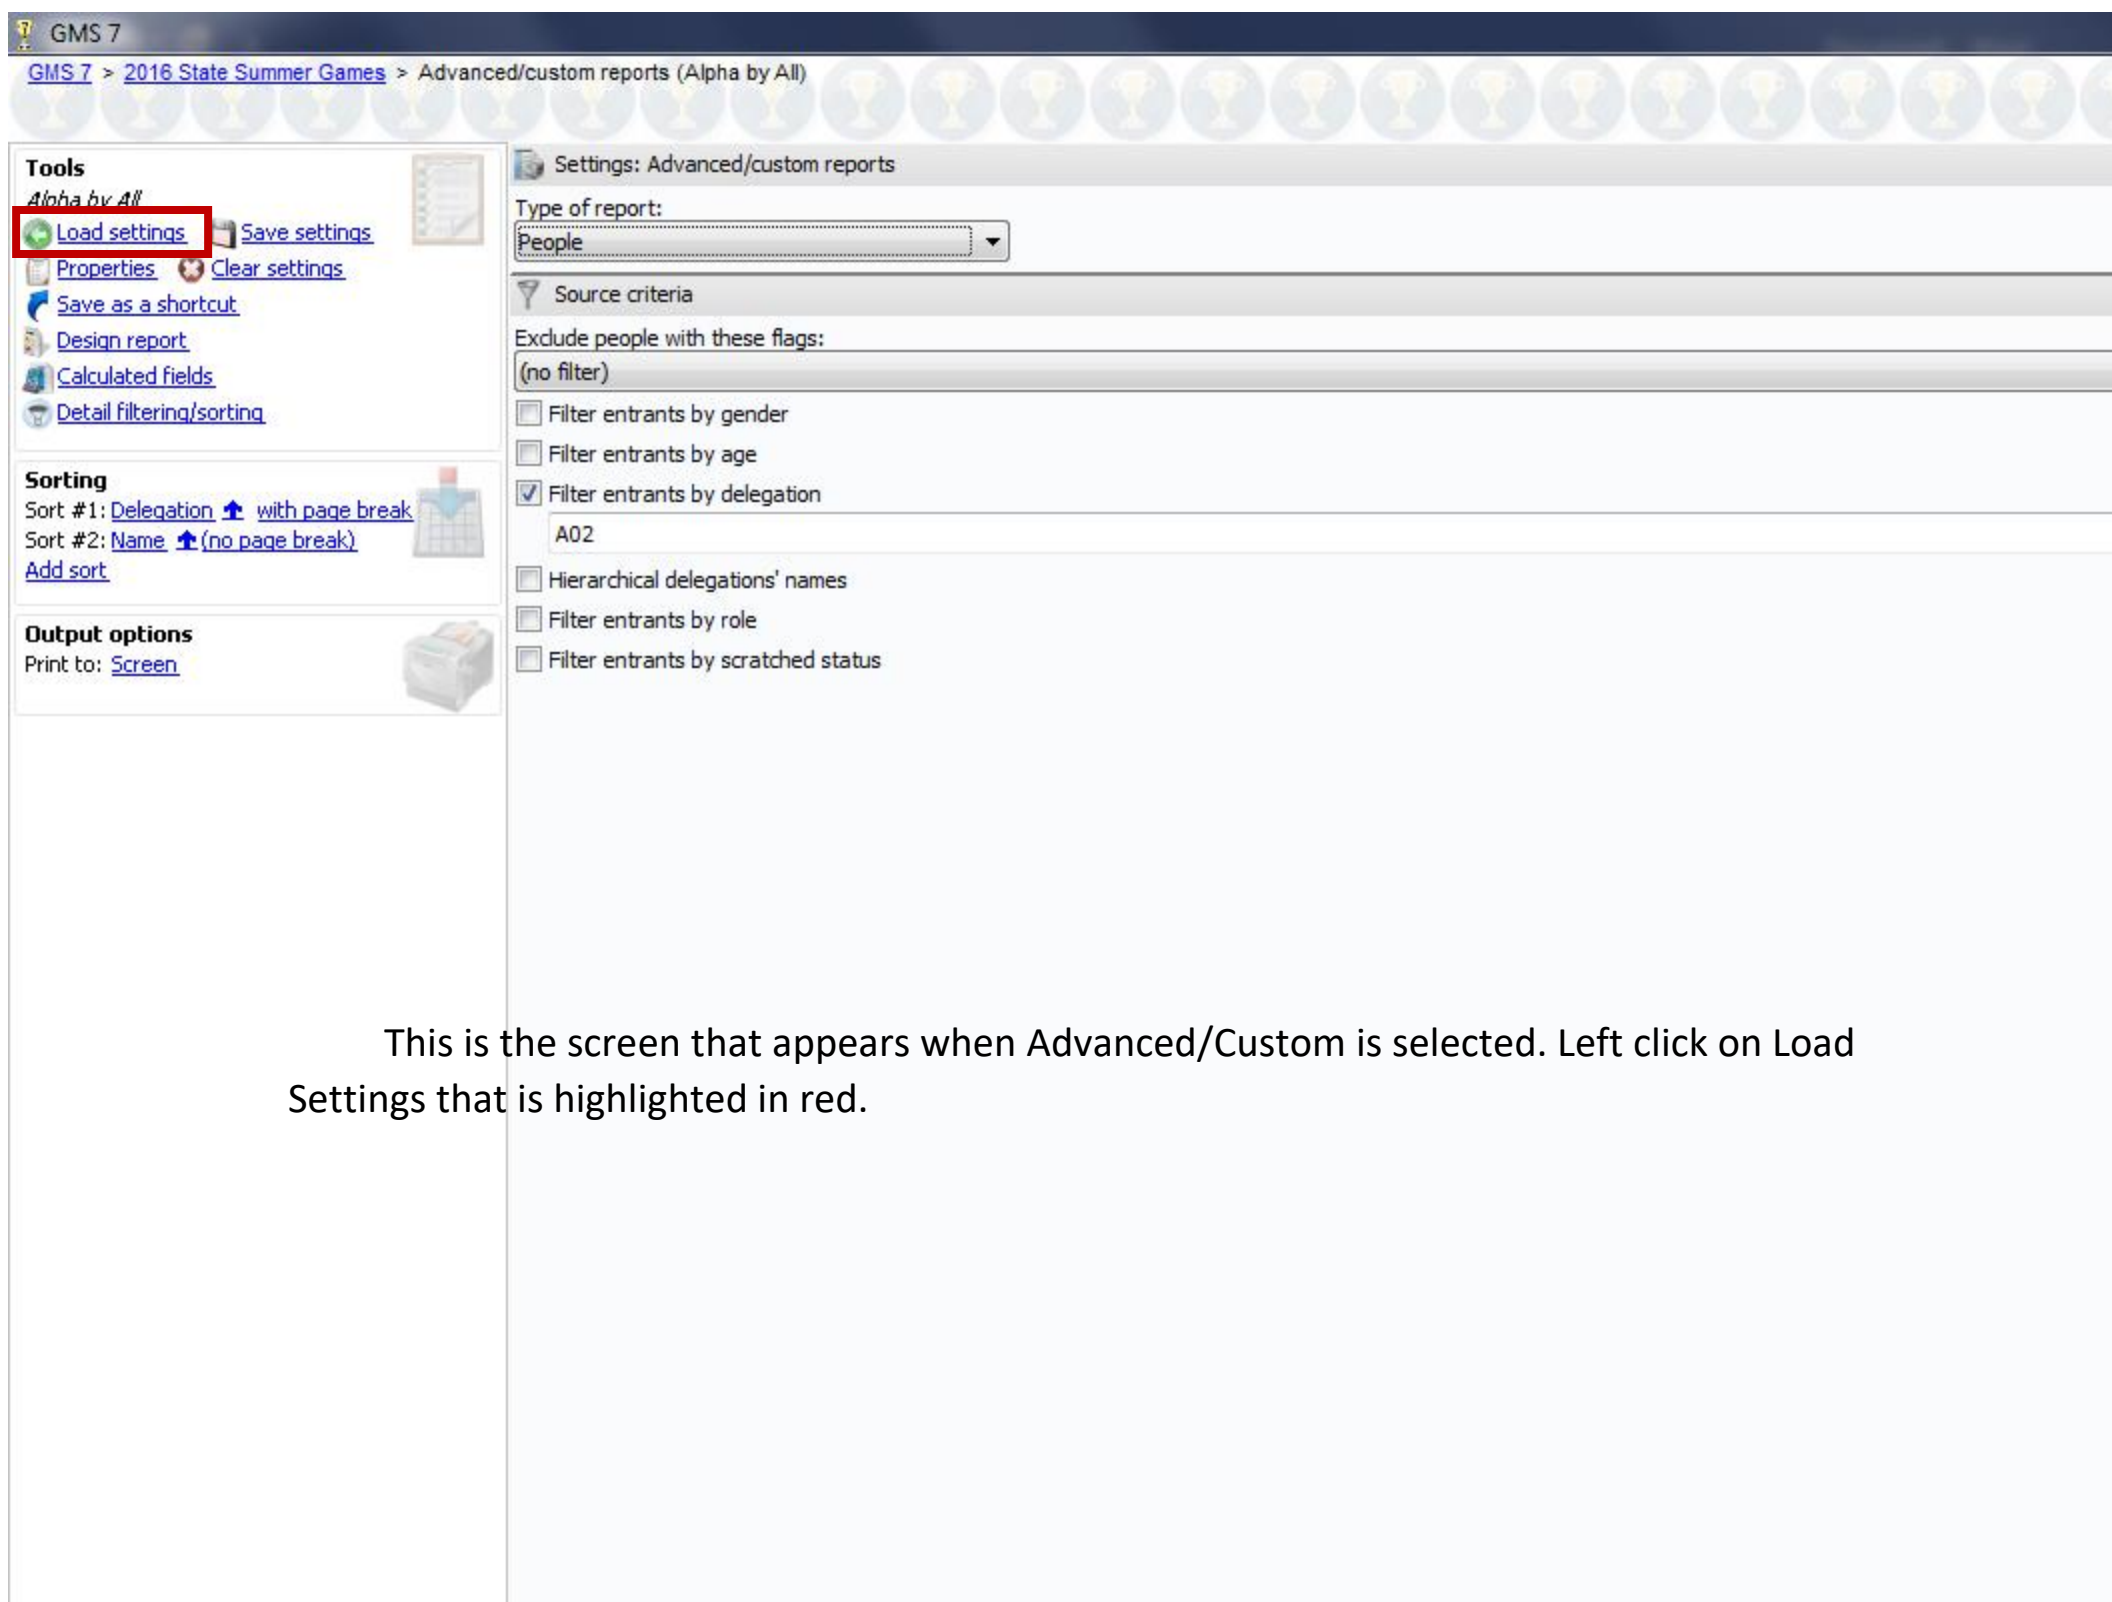 GMS 7
GMS 7 > 2016 State Summer Games > Advanced/custom reports (Alpha by All)
Tools
Alpha by All
Load settings Save settings
Properties Clear settings
Save as a shortcut
Design report
Calculated fields
Detail filtering/sorting
Sorting
Sort #1: Delegation with page break
Sort #2: Name (no page break)
Add sort
Output options
Print to: Screen
Settings: Advanced/custom reports
Type of report:
People
Source criteria
Exclude people with these flags:
(no filter)
Filter entrants by gender
Filter entrants by age
Filter entrants by delegation
A02
Hierarchical delegations' names
Filter entrants by role
Filter entrants by scratched status
This is the screen that appears when Advanced/Custom is selected. Left click on Load
Settings that is highlighted in red.